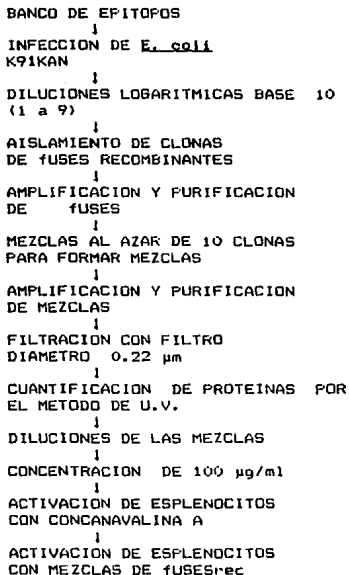 BANCO DE EPITOPOS
↓
INFECCION DE E. coli
K91KAN
↓
DILUCIONES LOGARITMICAS BASE 10
(1 a 9)
↓
AISLAMIENTO DE CLONAS
DE fUSE5 RECOMBINANTES
↓
AMPLIFICACION Y PURIFICACION
DE fUSE5
↓
MEZCLAS AL AZAR DE 10 CLONAS
PARA FORMAR MEZCLAS
↓
AMPLIFICACION Y PURIFICACION
DE MEZCLAS
↓
FILTRACION CON FILTRO
DIAMETRO 0.22 µm
↓
CUANTIFICACION DE PROTEINAS POR
EL METODO DE U.V.
↓
DILUCIONES DE LAS MEZCLAS
↓
CONCENTRACION DE 100 µg/ml
↓
ACTIVACION DE ESPLENOCITOS
CON CONCANAVALINA A
↓
ACTIVACION DE ESPLENOCITOS
CON MEZCLAS DE fUSE5rec